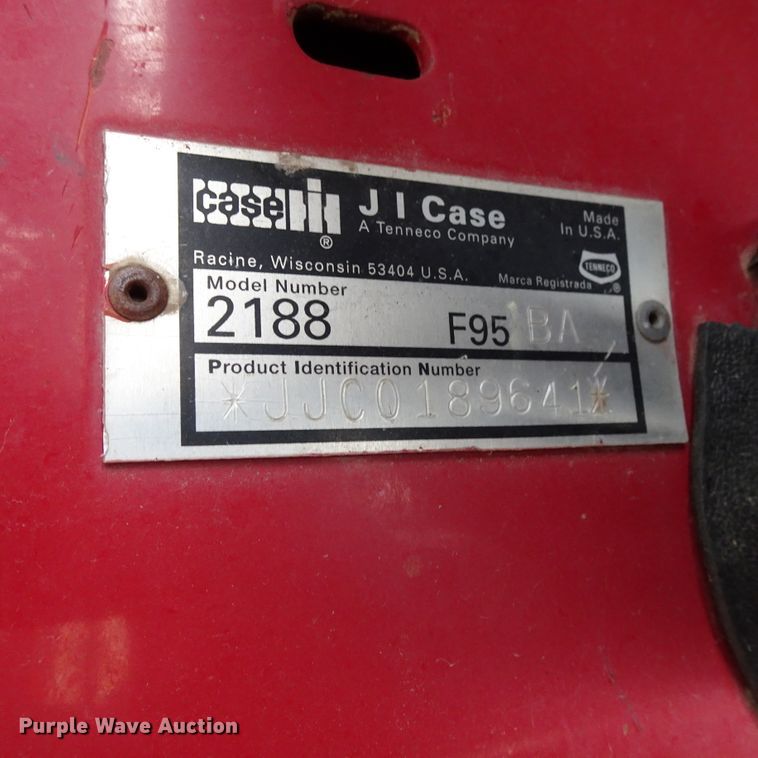 case IH ®
J I Case
A Tenneco Company
Made
In U.S.A.
Racine, Wisconsin 53404 U.S.A.
TENNECO
Marca Registrada ®
Model Number
2188 F95 BA
Product Identification Number
*JJC0189641*
Purple Wave Auction